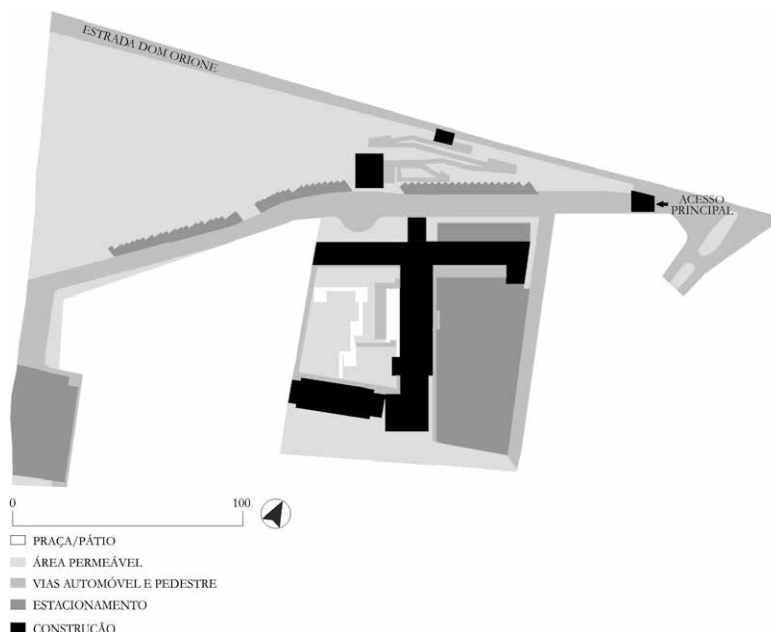 ESTRADA DOM ORIONE
ACESSO
PRINCIPAL
0 100
PRAÇA/PÁTIO
ÁREA PERMEÁVEL
VIAS AUTOMÓVEL E PEDESTRE
ESTACIONAMENTO
CONSTRUÇÃO